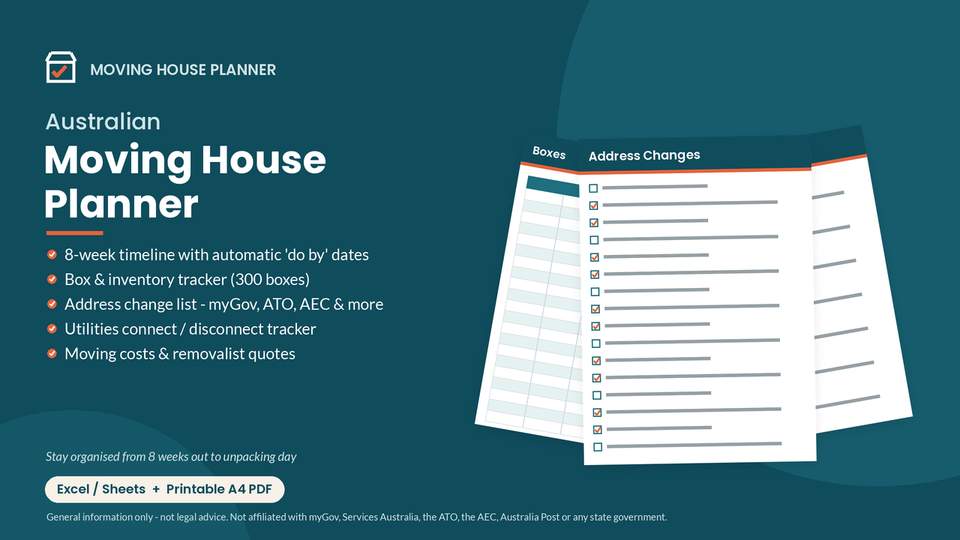 MOVING HOUSE PLANNER
Australian
Moving House
Planner
8-week timeline with automatic 'do by' dates
Box & inventory tracker (300 boxes)
Address change list - myGov, ATO, AEC & more
Utilities connect / disconnect tracker
Moving costs & removalist quotes
Boxes
Address Changes
Stay organised from 8 weeks out to unpacking day
Excel / Sheets + Printable A4 PDF
General information only - not legal advice. Not affiliated with myGov, Services Australia, the ATO, the AEC, Australia Post or any state government.